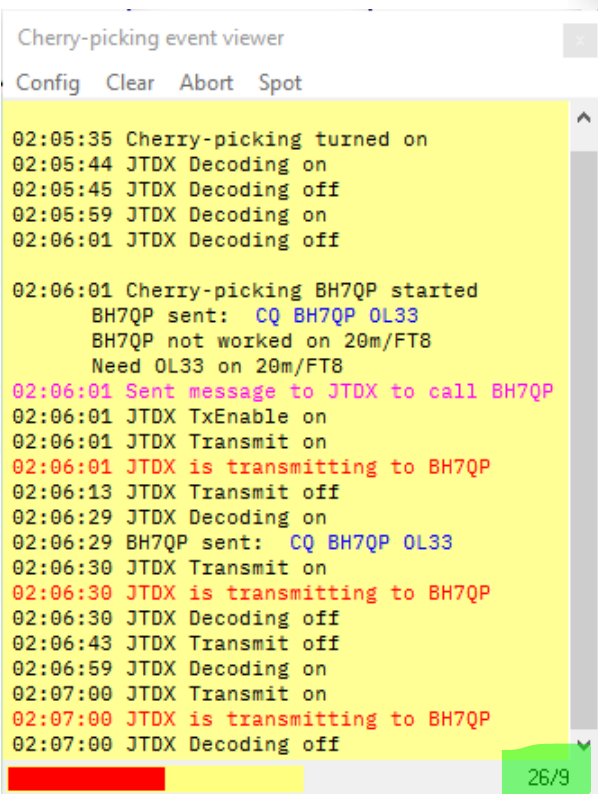 Cherry-picking event viewer
x
Config Clear Abort Spot
02:05:35 Cherry-picking turned on
02:05:44 JTDX Decoding on
02:05:45 JTDX Decoding off
02:05:59 JTDX Decoding on
02:06:01 JTDX Decoding off
02:06:01 Cherry-picking BH7QP started
BH7QP sent: CQ BH7QP OL33
BH7QP not worked on 20m/FT8
Need OL33 on 20m/FT8
02:06:01 Sent message to JTDX to call BH7QP
02:06:01 JTDX TxEnable on
02:06:01 JTDX Transmit on
02:06:01 JTDX is transmitting to BH7QP
02:06:13 JTDX Transmit off
02:06:29 JTDX Decoding on
02:06:29 BH7QP sent: CQ BH7QP OL33
02:06:30 JTDX Transmit on
02:06:30 JTDX is transmitting to BH7QP
02:06:30 JTDX Decoding off
02:06:43 JTDX Transmit off
02:06:59 JTDX Decoding on
02:07:00 JTDX Transmit on
02:07:00 JTDX is transmitting to BH7QP
02:07:00 JTDX Decoding off
26/9